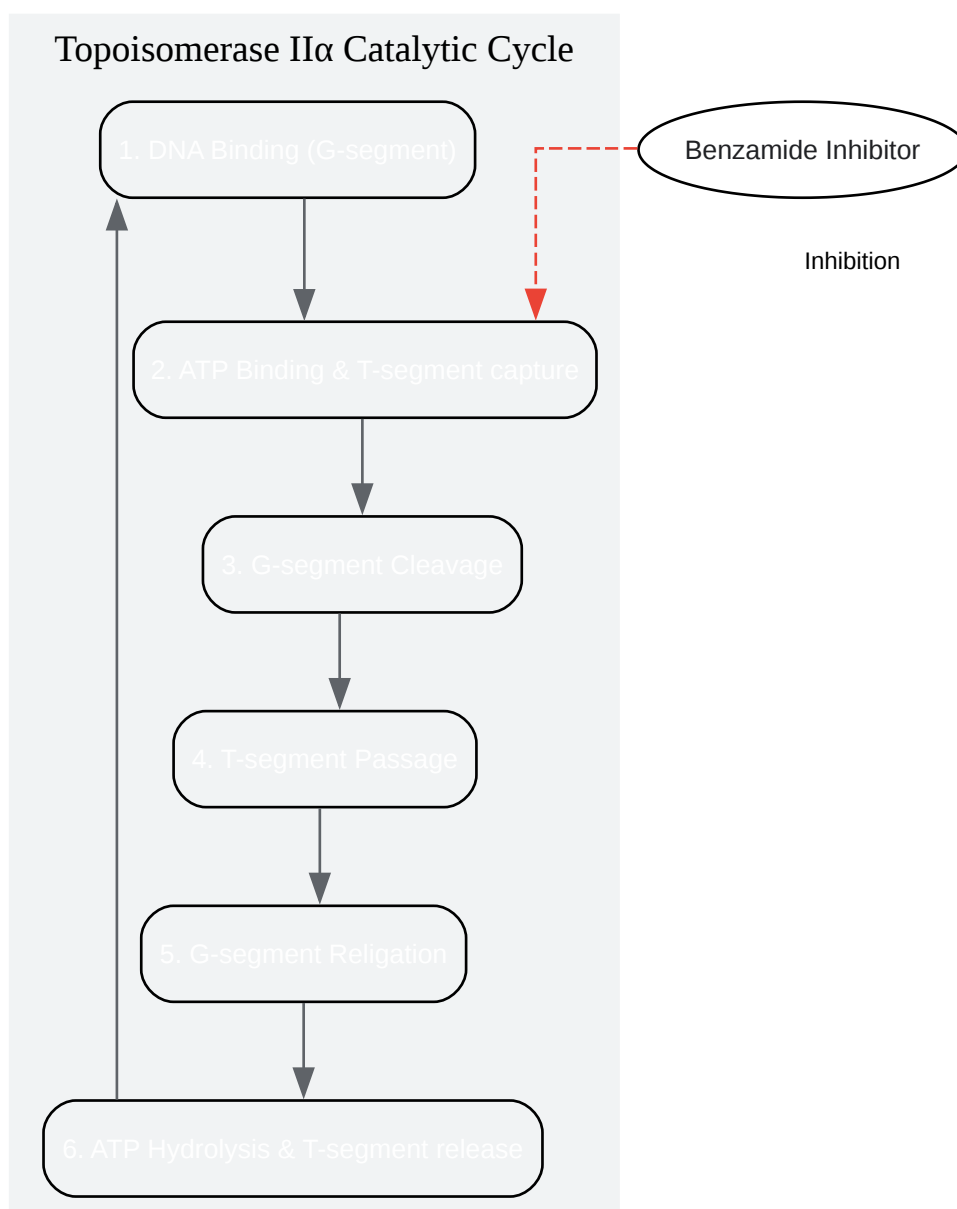 Topoisomerase IIα Catalytic Cycle
1. DNA Binding (G-segment)
Benzamide Inhibitor
Inhibition
2. ATP Binding & T-segment capture
3. G-segment Cleavage
4. T-segment Passage
5. G-segment Religation
6. ATP Hydrolysis & T-segment release